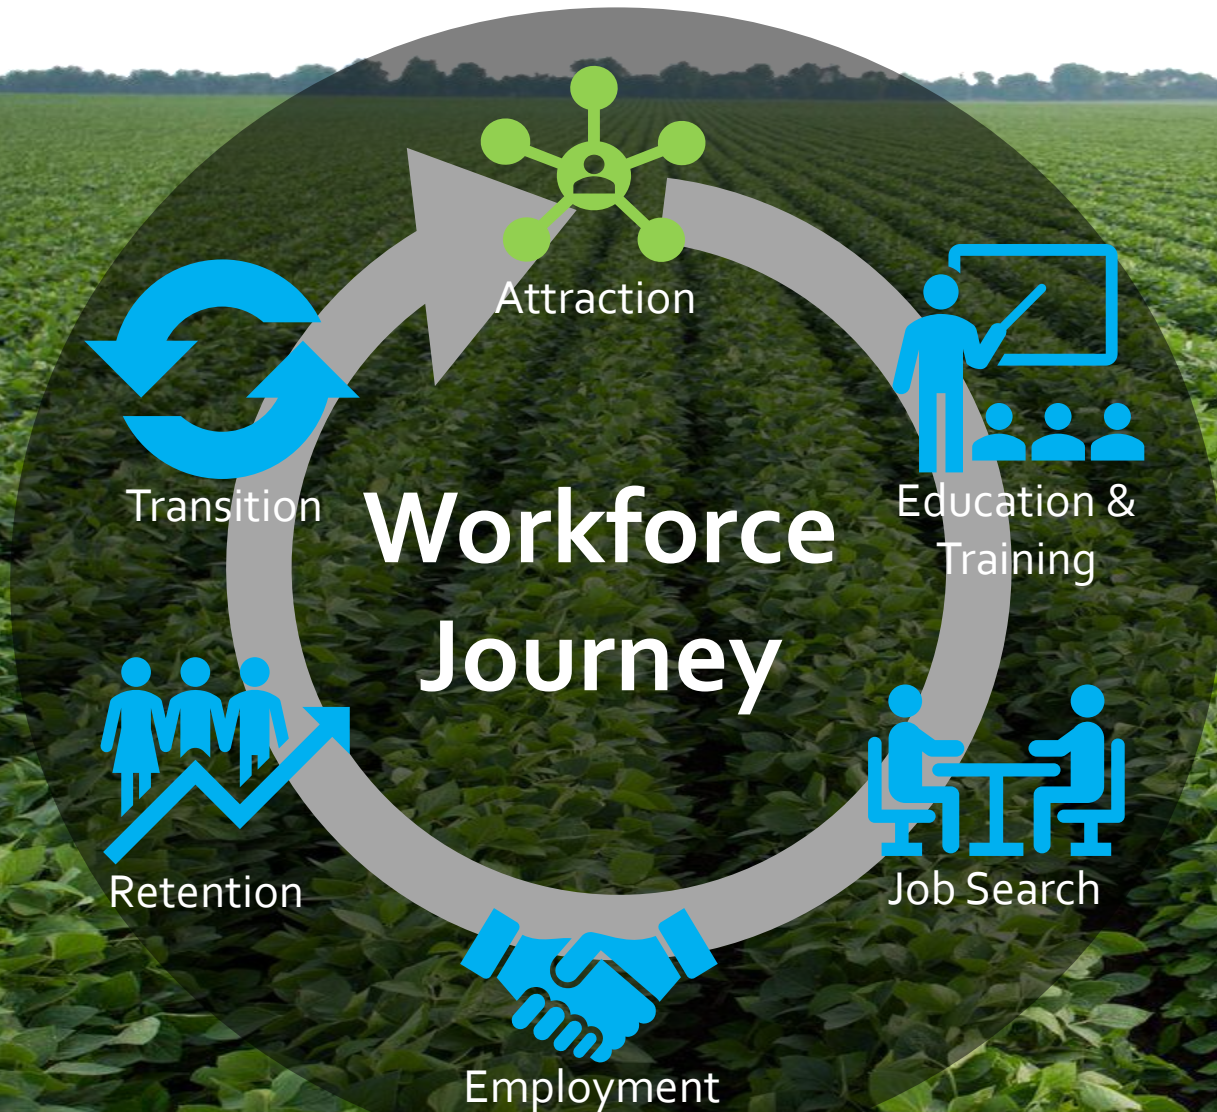 Attraction
Education &
Training
Job Search
Employment
Retention
Transition
Workforce
Journey